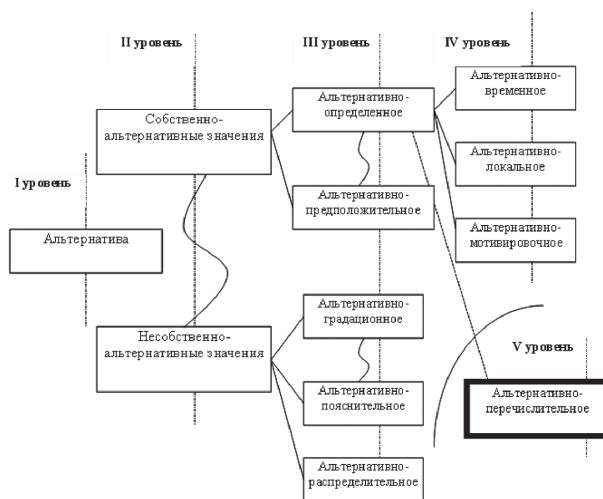 II уровень
III уровень
IV уровень
Альтернативно-
временное
Альтернативно-
определенное
Собственно-
альтернативные значения
Альтернативно-
локальное
I уровень
Альтернативно-
предположительное
Альтернатива
Альтернативно-
мотивировочное
Альтернативно-
градационное
Несобственно-
альтернативные значения
V уровень
Альтернативно-
пояснительное
Альтернативно-
перечислительное
Альтернативно-
распределительное